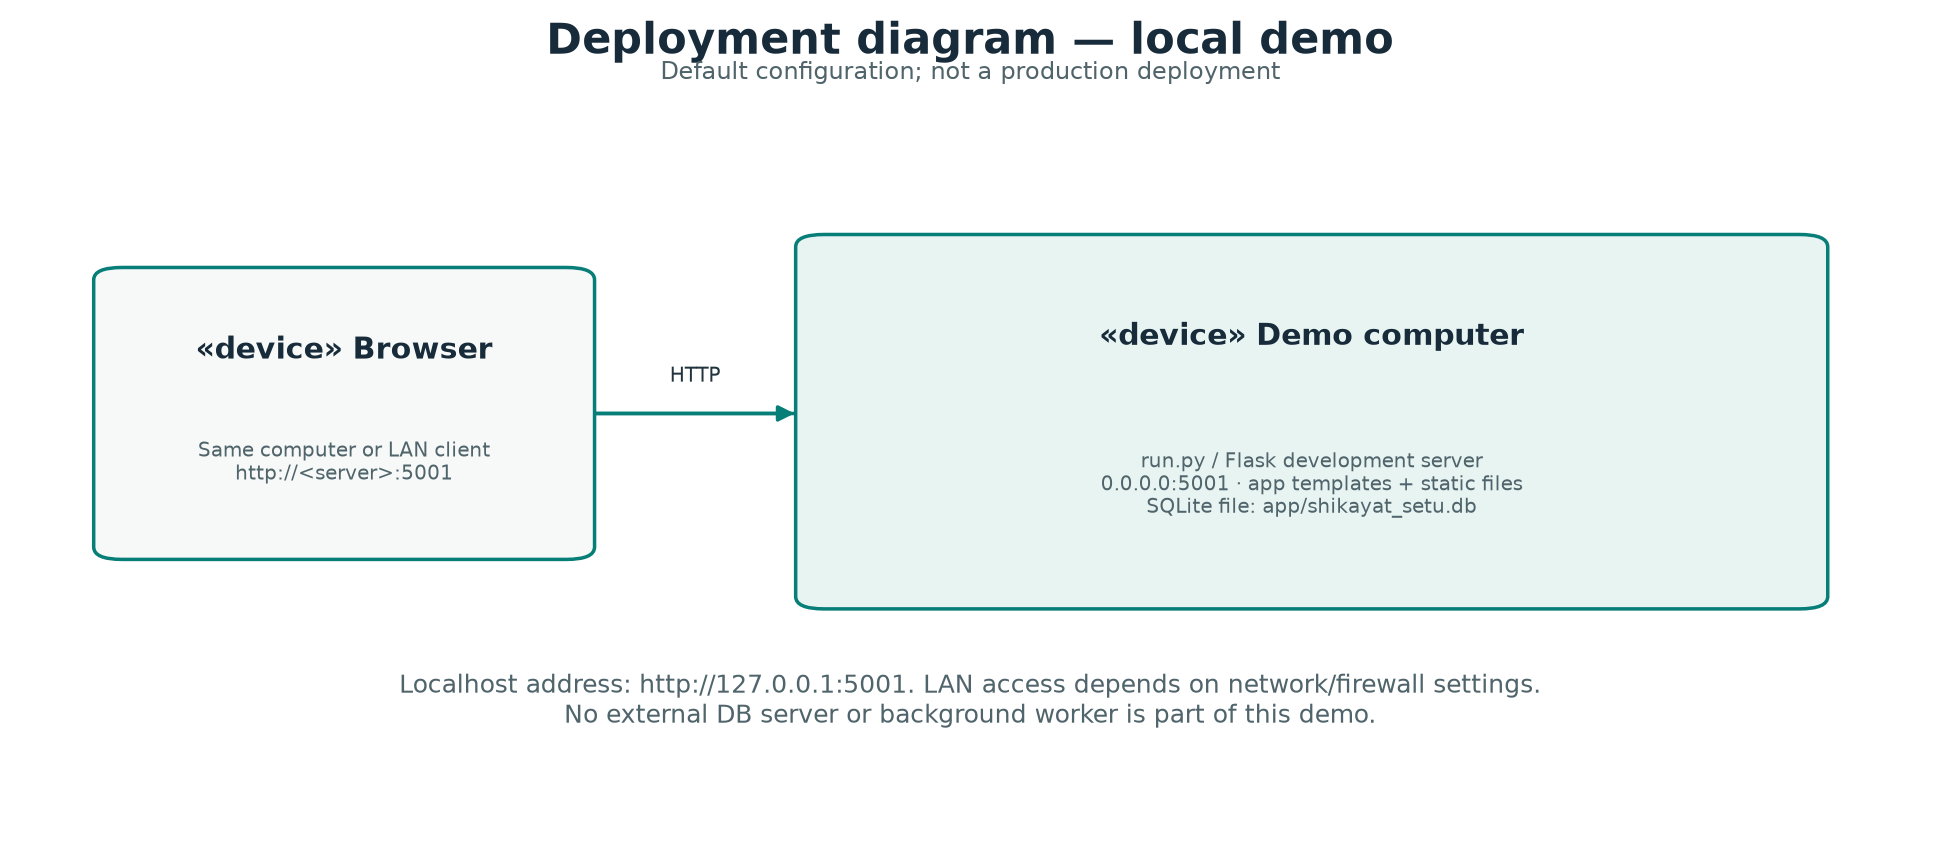 Deployment diagram — local demo
Default configuration; not a production deployment
«device» Browser
Same computer or LAN client
http://<server>:5001
HTTP
«device» Demo computer
run.py / Flask development server
0.0.0.0:5001 · app templates + static files
SQLite file: app/shikayat_setu.db
Localhost address: http://127.0.0.1:5001. LAN access depends on network/firewall settings.
No external DB server or background worker is part of this demo.